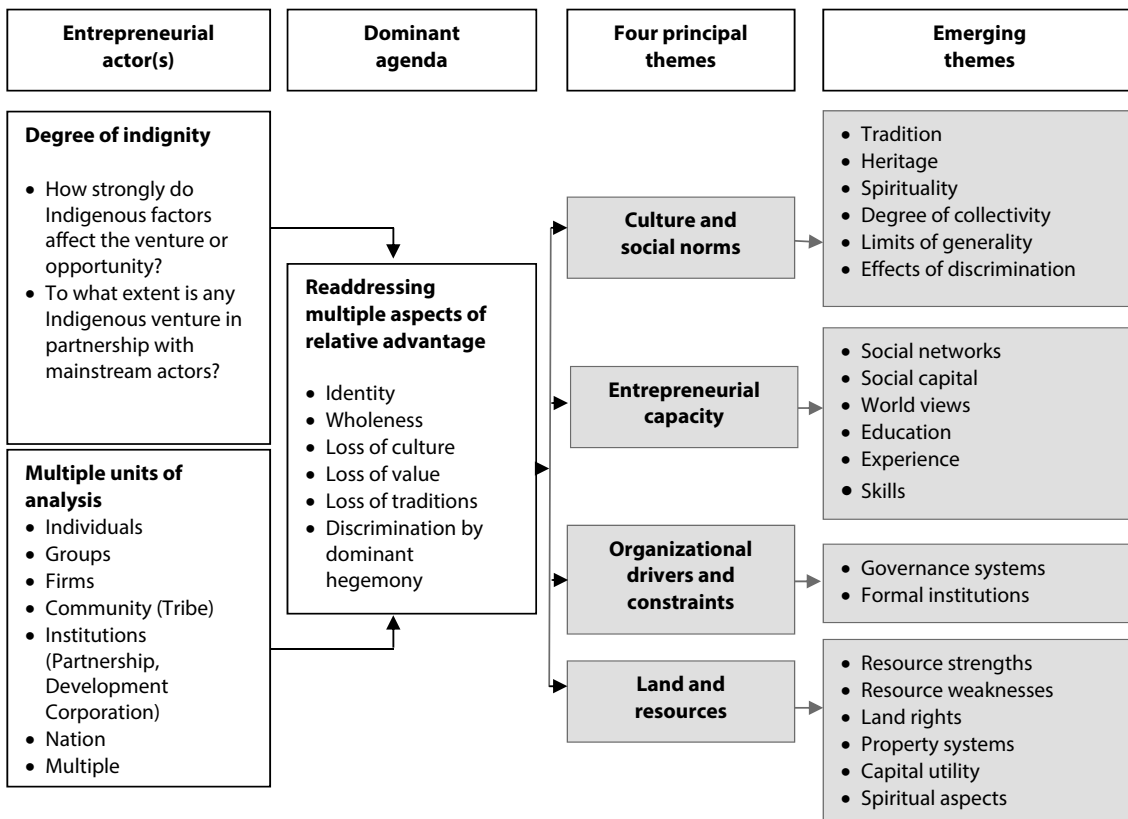 Entrepreneurial
actor(s)
Dominant
agenda
Four principal
themes
Emerging
themes
Degree of indignity
• How strongly do
Indigenous factors
affect the venture or
opportunity?
• To what extent is any
Indigenous venture in
partnership with
mainstream actors?
Multiple units of
analysis
• Individuals
• Groups
• Firms
• Community (Tribe)
• Institutions
(Partnership,
Development
Corporation)
• Nation
• Multiple
Readdressing
multiple aspects of
relative advantage
• Identity
• Wholeness
• Loss of culture
• Loss of value
• Loss of traditions
• Discrimination by
dominant
hegemony
Culture and
social norms
• Tradition
• Heritage
• Spirituality
• Degree of collectivity
• Limits of generality
• Effects of discrimination
Entrepreneurial
capacity
• Social networks
• Social capital
• World views
• Education
• Experience
• Skills
Organizational
drivers and
constraints
• Governance systems
• Formal institutions
Land and
resources
• Resource strengths
• Resource weaknesses
• Land rights
• Property systems
• Capital utility
• Spiritual aspects